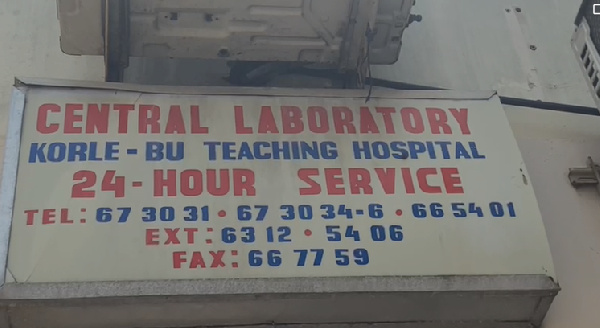 CENTRAL LABORATORY
KORLE-BU TEACHING HOSPITAL
24-HOUR SERVICE
TEL: 67 30 31 • 67 30 34-6 • 66 54 01
EXT: 63 12 • 54 06
FAX: 66 77 59